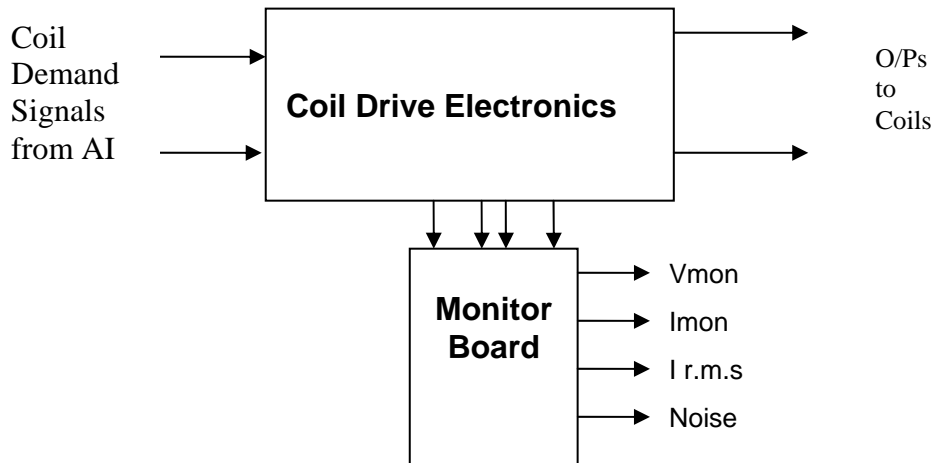 Coil
Demand
Signals
from AI
Coil Drive Electronics
O/Ps
to
Coils
Monitor
Board
Vmon
Imon
I r.m.s
Noise